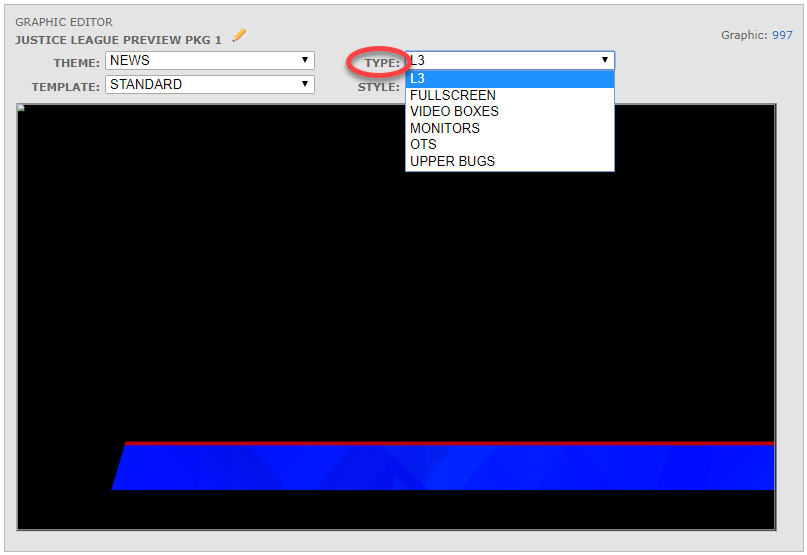 GRAPHIC EDITOR
JUSTICE LEAGUE PREVIEW PKG 1
Graphic: 997
THEME: NEWS
TYPE: L3
TEMPLATE: STANDARD
STYLE:
L3
FULLSCREEN
VIDEO BOXES
MONITORS
OTS
UPPER BUGS